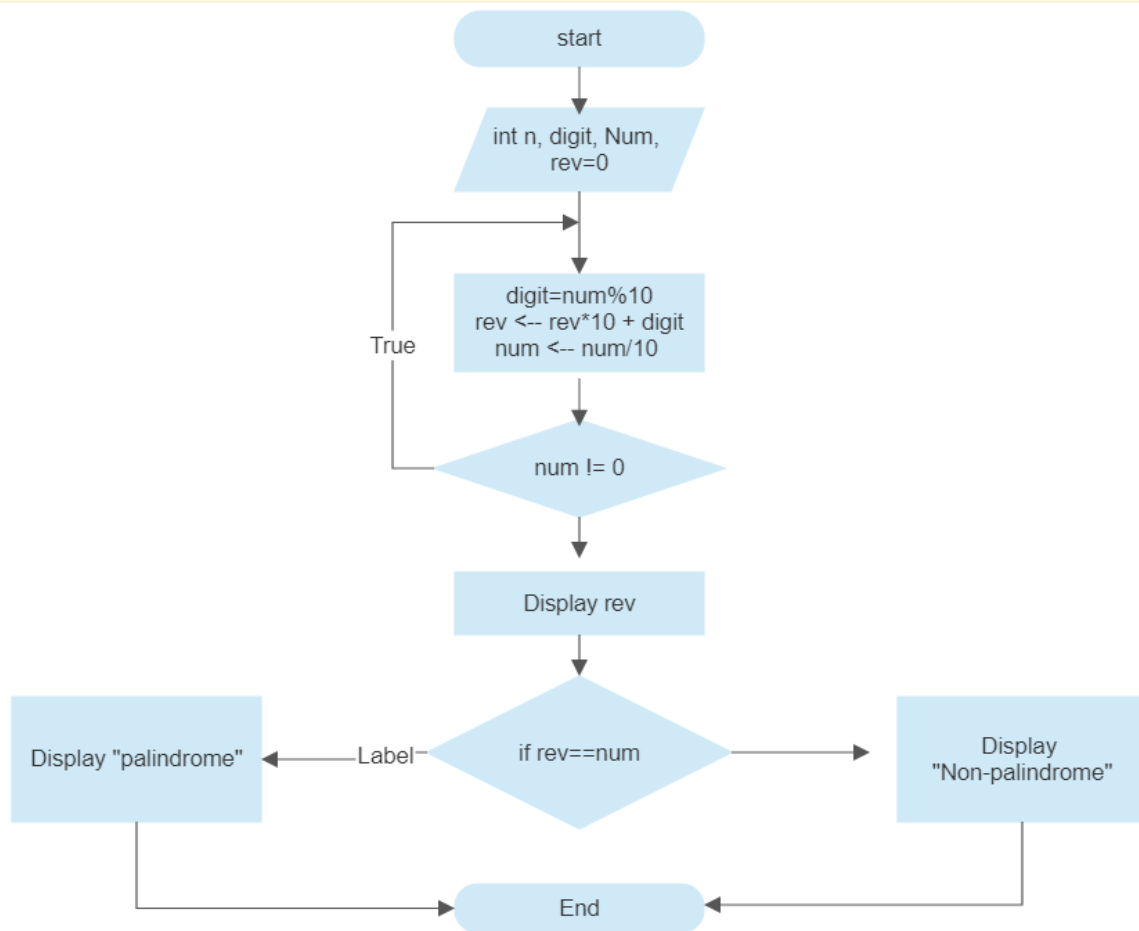 start
int n, digit, Num,
rev=0
digit=num%10
rev <-- rev*10 + digit
num <-- num/10
True
num != 0
Display rev
if rev==num
Label
Display "palindrome"
Display
"Non-palindrome"
End